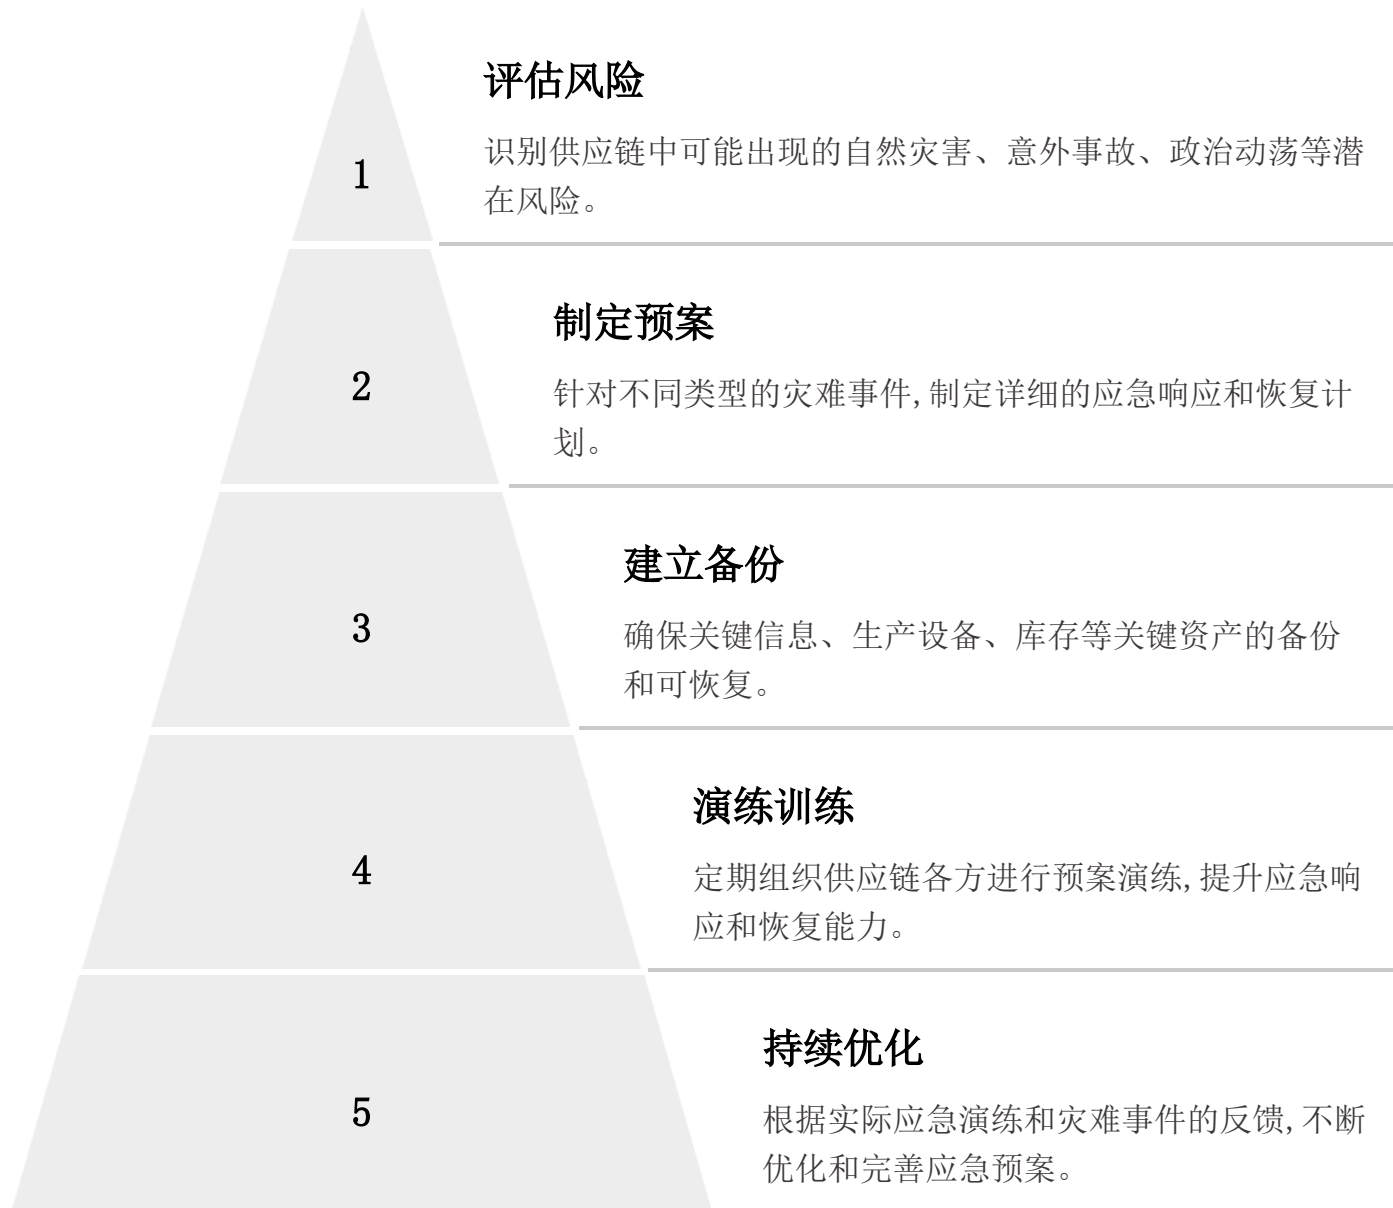 评估风险
1
识别供应链中可能出现的自然灾害、意外事故、政治动荡等潜
在风险。
制定预案
2
针对不同类型的灾难事件,制定详细的应急响应和恢复计
划。
建立备份
3
确保关键信息、生产设备、库存等关键资产的备份
和可恢复。
演练训练
4
定期组织供应链各方进行预案演练,提升应急响
应和恢复能力。
持续优化
5
根据实际应急演练和灾难事件的反馈,不断
优化和完善应急预案。